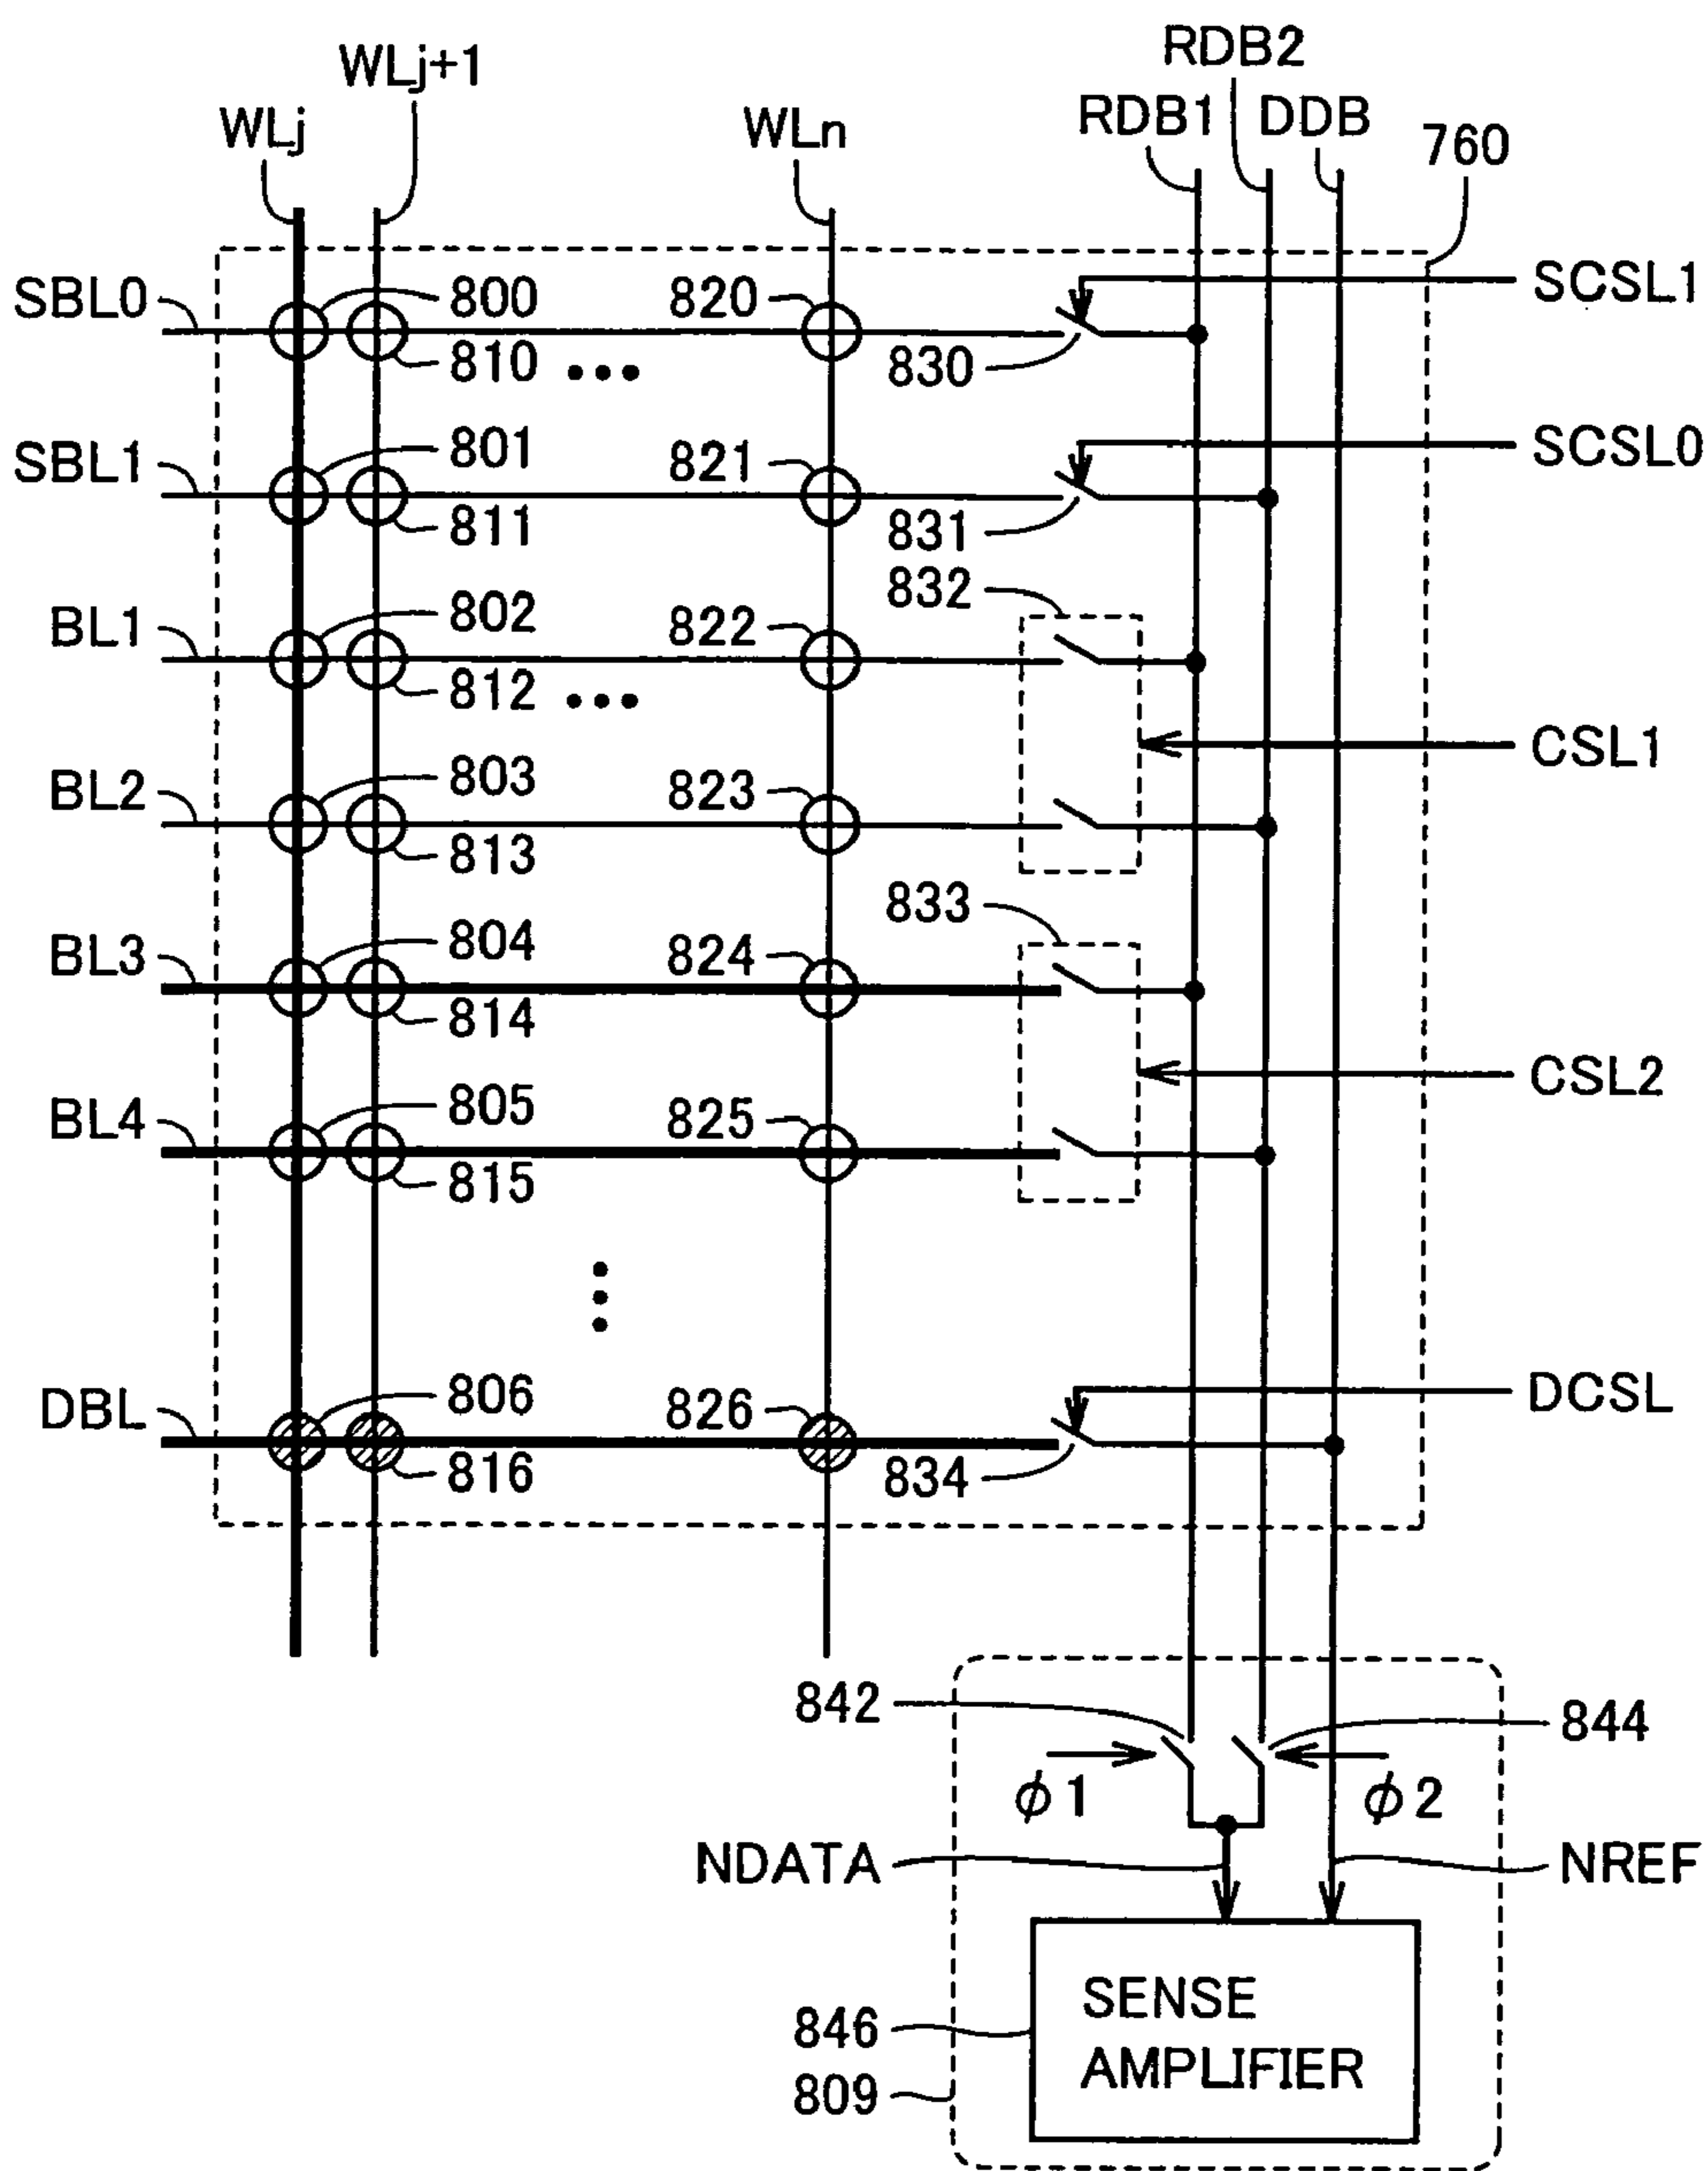 RDB2
WLj+1
RDB1 DDB
WLj
WLn
760
SBL0
800
820
SCSL1
810
830
SBL1
801
821
SCSL0
811
831
832
BL1
802
822
812
CSL1
BL2
803
823
813
833
BL3
804
824
814
CSL2
BL4
805
825
815
DBL
806
826
DCSL
816
834
842
844
φ1
φ2
NDATA
NREF
SENSE
AMPLIFIER
846
809